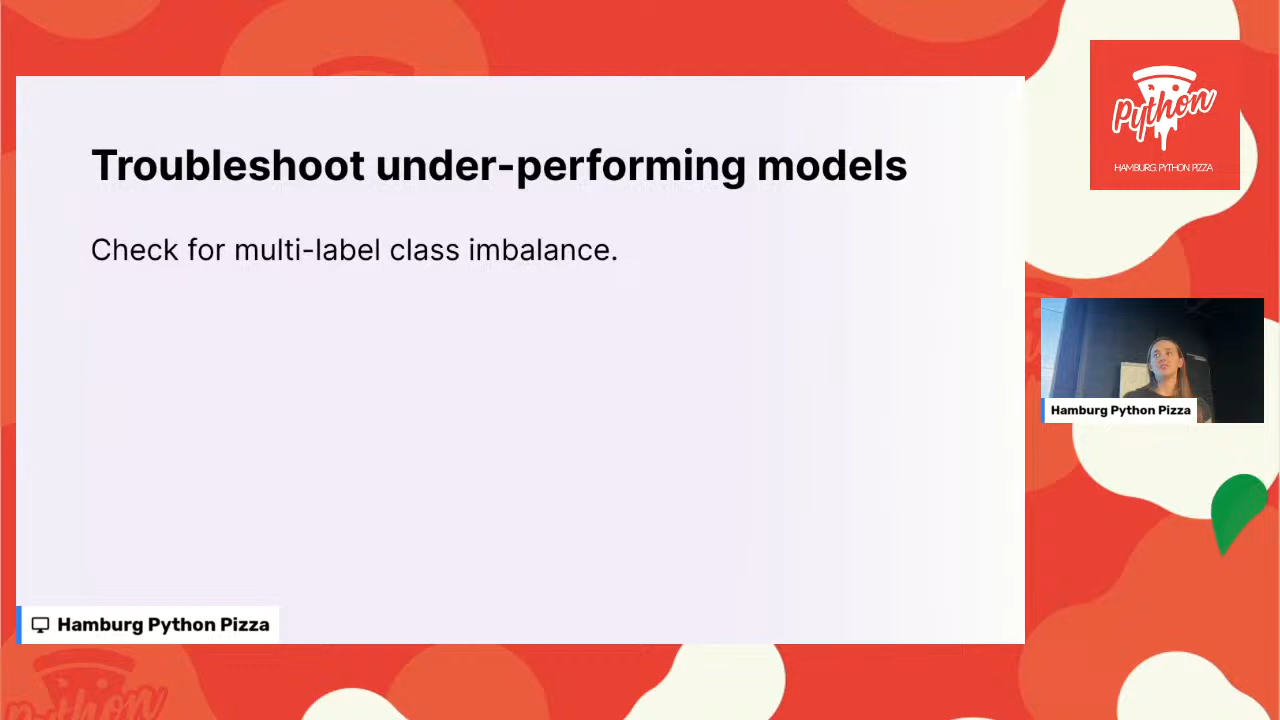 Troubleshoot under-performing models
Check for multi-label class imbalance.
Hamburg Python Pizza
Python
HAMBURG PYTHON PIZZA
Hamburg Python Pizza
Python